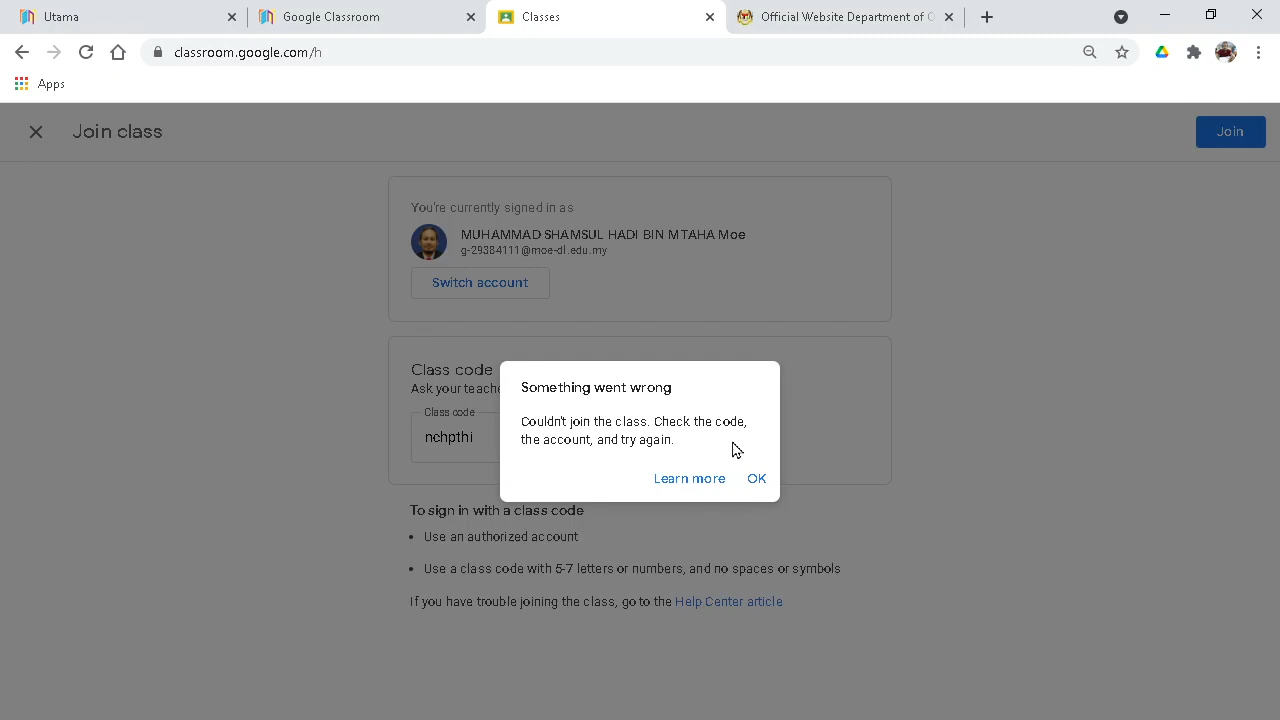 Utama
Google Classroom
Classes
Official Website Department of
classroom.google.com/h
Apps
Join class
Join
You're currently signed in as
MUHAMMAD SHAMSUL HADI BIN MTAHA Moe
g-29384111@moe-dl.edu.my
Switch account
Class code
Ask your teache
Class code
nchpthi
Something went wrong
Couldn't join the class. Check the code,
the account, and try again.
Learn more OK
To sign in with a class code
• Use an authorized account
• Use a class code with 5-7 letters or numbers, and no spaces or symbols
If you have trouble joining the class, go to the Help Center article